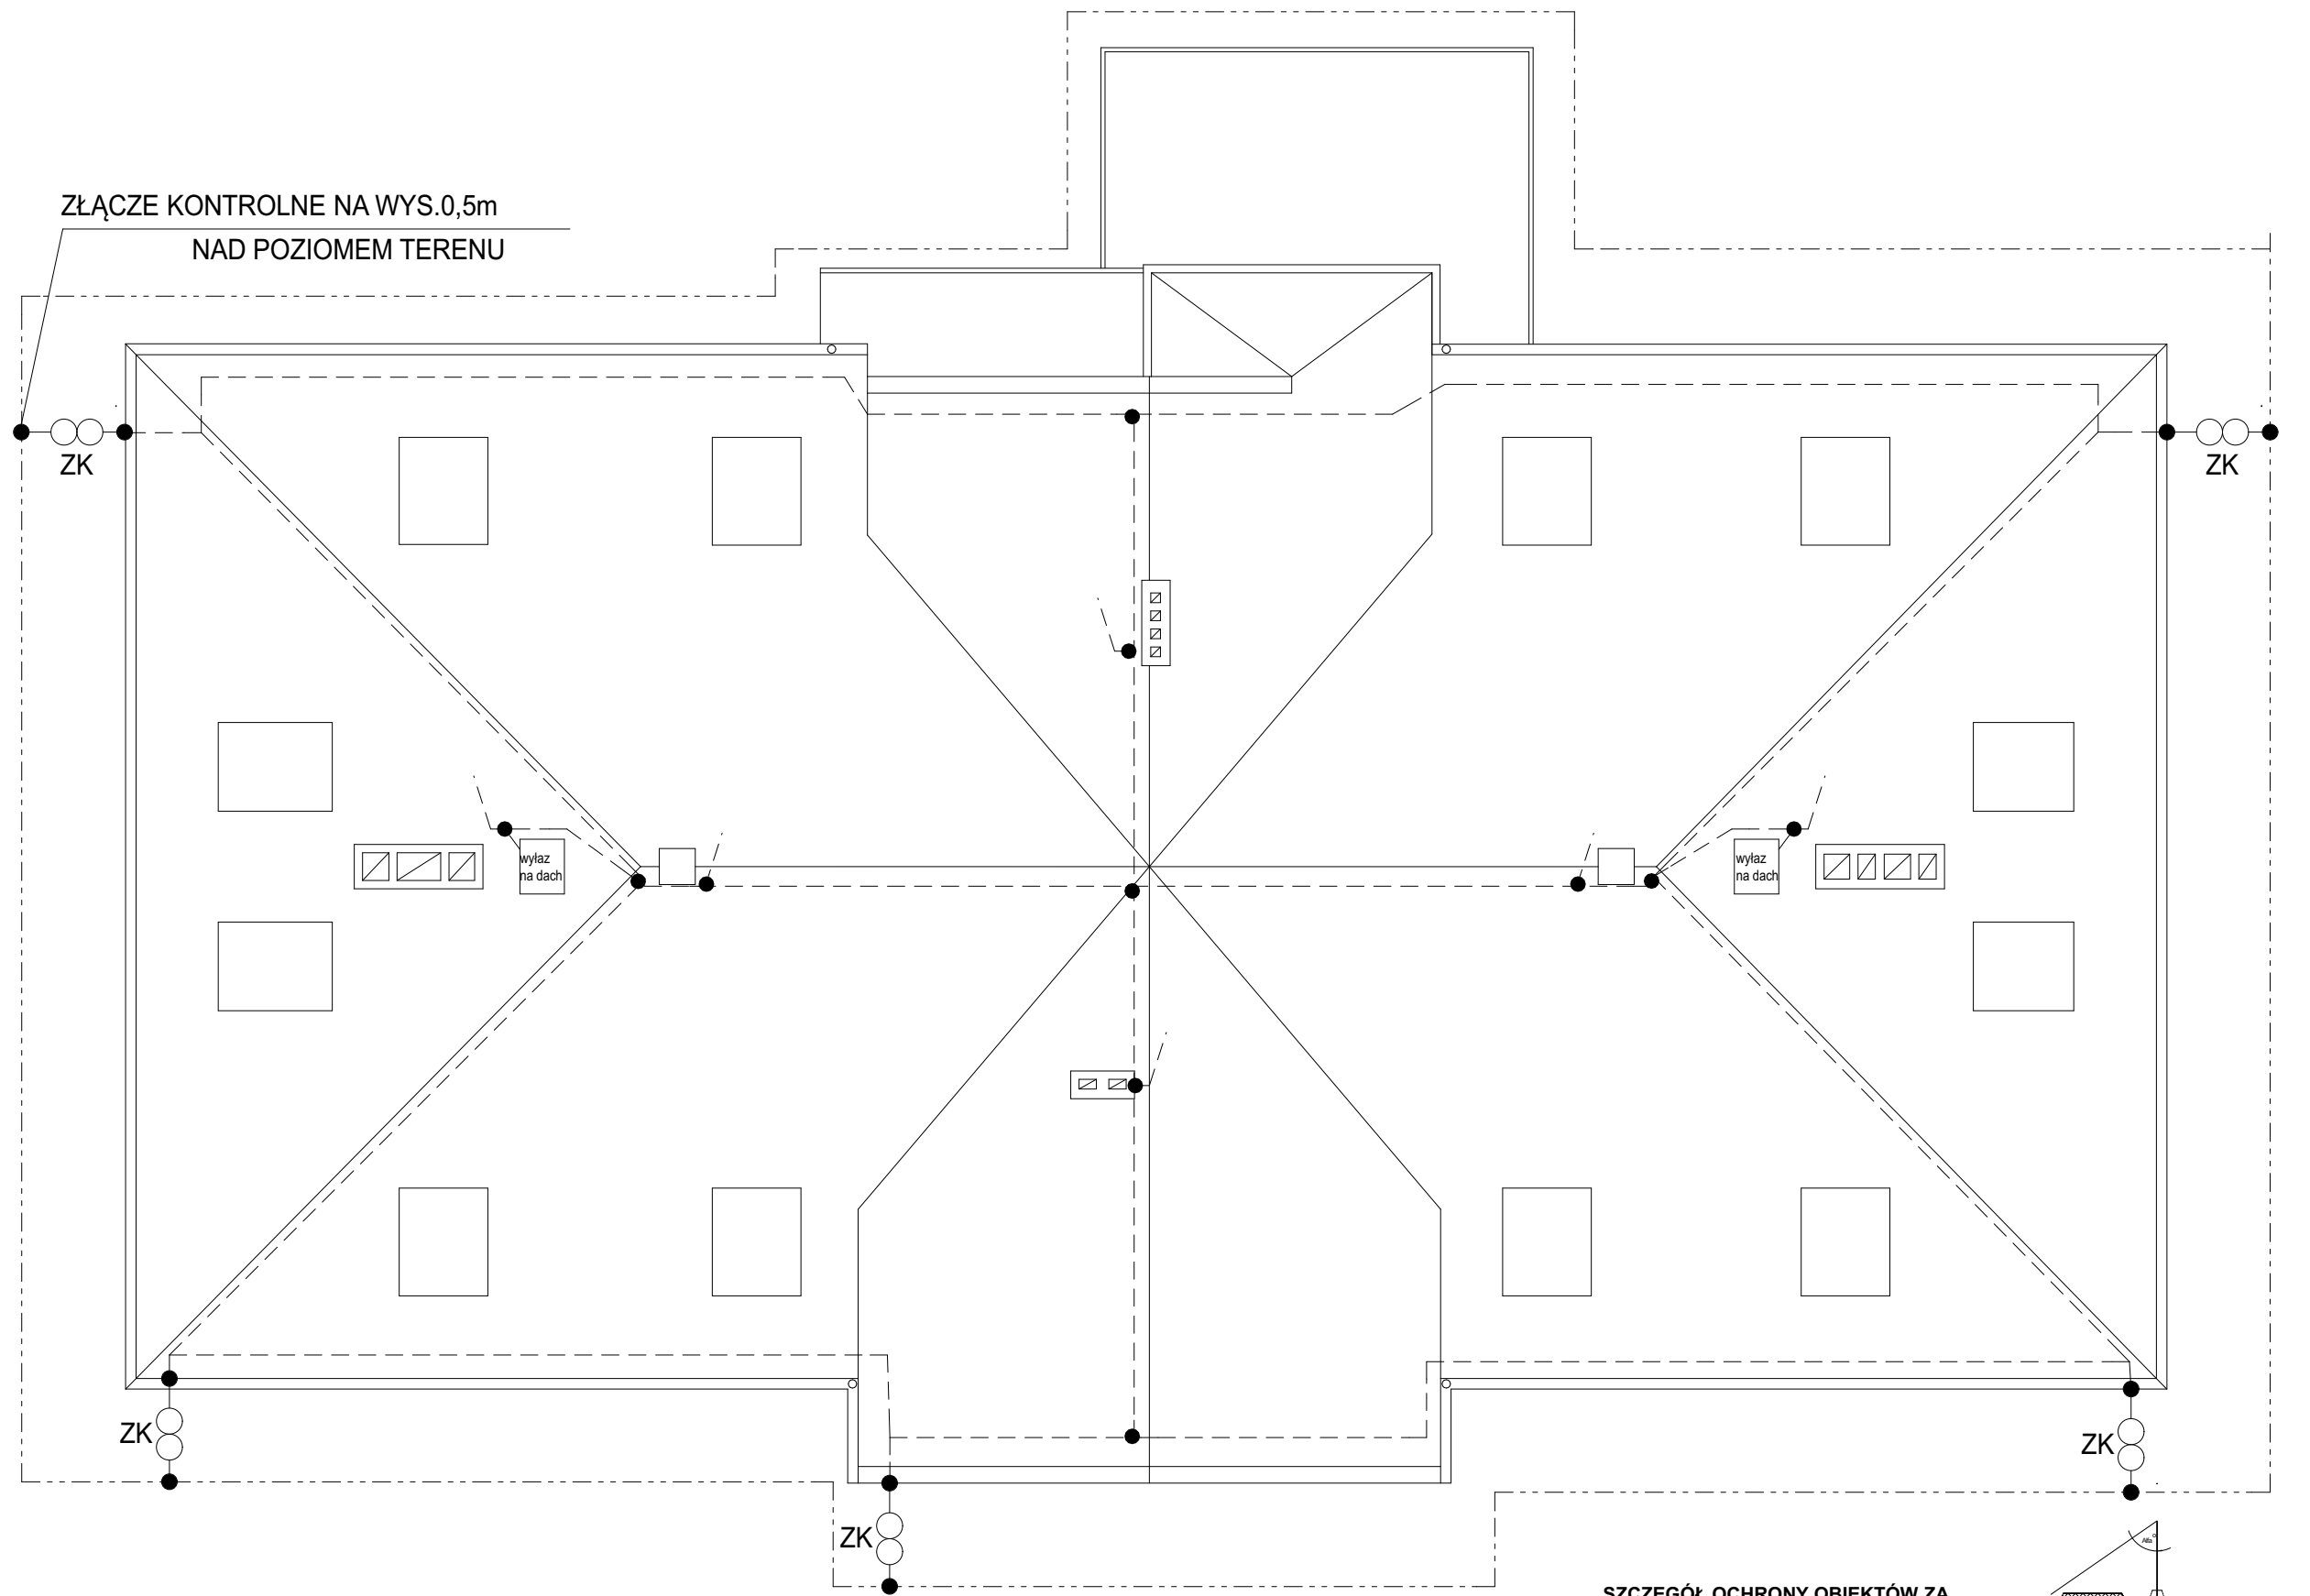 ZŁĄCZE KONTROLNE NA WYS.0,5m
NAD POZIOMEM TERENU
ZK
ZK
wyłaz
na dach
wyłaz
na dach
ZK
ZK
ZK
Alfa
SZCZEGÓŁ OCHRONY OBIEKTÓW ZA